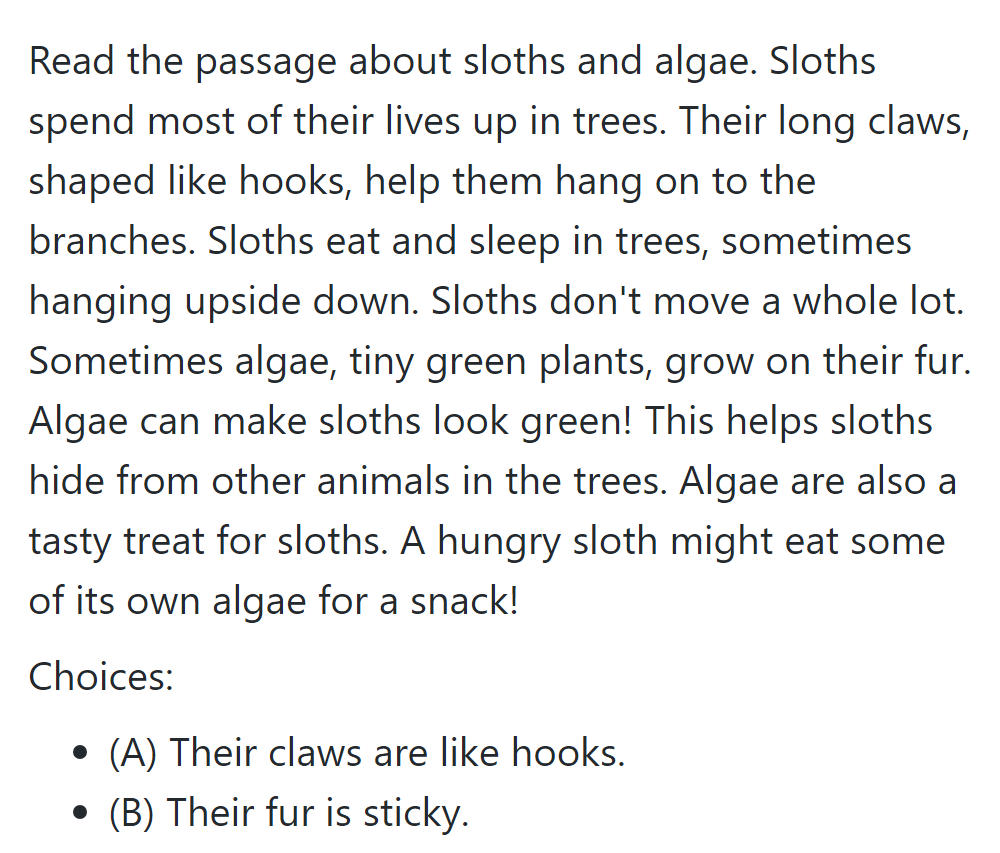 Read the passage about sloths and algae. Sloths
spend most of their lives up in trees. Their long claws,
shaped like hooks, help them hang on to the
branches. Sloths eat and sleep in trees, sometimes
hanging upside down. Sloths don't move a whole lot.
Sometimes algae, tiny green plants, grow on their fur.
Algae can make sloths look green! This helps sloths
hide from other animals in the trees. Algae are also a
tasty treat for sloths. A hungry sloth might eat some
of its own algae for a snack!
Choices:
• (A) Their claws are like hooks.
• (B) Their fur is sticky.